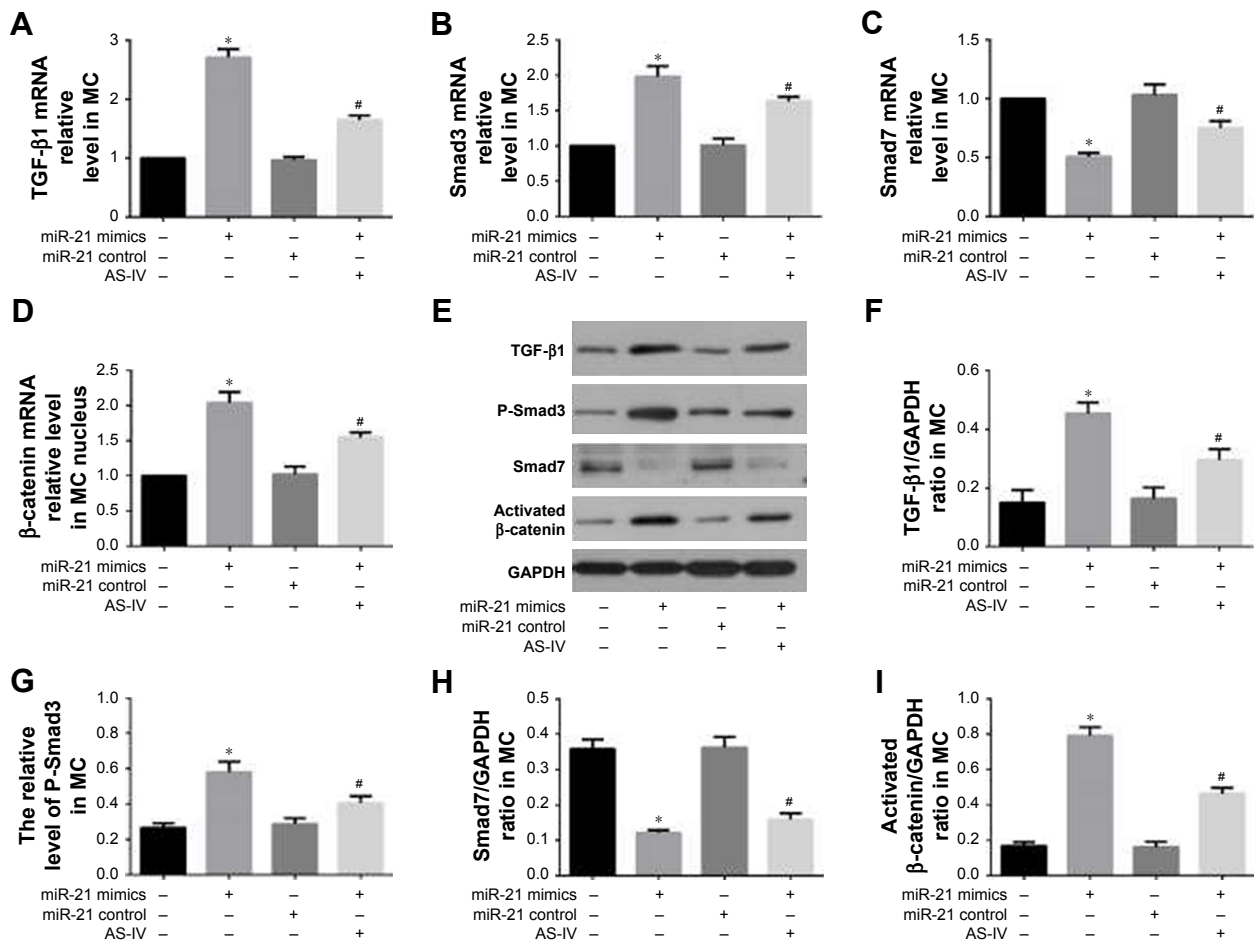 A
TGF-β1 mRNA
relative
level in MC
3
2
1
0
*
#
miR-21 mimics – + – +
miR-21 control – – + –
AS-IV – – – +
B
Smad3 mRNA
relative
level in MC
2.5
2.0
1.5
1.0
0.5
0.0
*
#
miR-21 mimics – + – +
miR-21 control – – + –
AS-IV – – – +
C
Smad7 mRNA
relative
level in MC
1.5
1.0
0.5
0.0
*
#
miR-21 mimics – + – +
miR-21 control – – + –
AS-IV – – – +
D
β-catenin mRNA
relative level
in MC nucleus
2.5
2.0
1.5
1.0
0.5
0.0
*
#
miR-21 mimics – + – +
miR-21 control – – + –
AS-IV – – – +
E
TGF-β1
P-Smad3
Smad7
Activated
β-catenin
GAPDH
miR-21 mimics – + – +
miR-21 control – – + –
AS-IV – – – +
F
TGF-β1/GAPDH
ratio in MC
0.6
0.4
0.2
0.0
*
#
miR-21 mimics – + – +
miR-21 control – – + –
AS-IV – – – +
G
The relative
level of P-Smad3
in MC
1.0
0.8
0.6
0.4
0.2
0.0
*
#
miR-21 mimics – + – +
miR-21 control – – + –
AS-IV – – – +
H
Smad7/GAPDH
ratio in MC
0.5
0.4
0.3
0.2
0.1
0.0
*
#
miR-21 mimics – + – +
miR-21 control – – + –
AS-IV – – – +
I
Activated
β-catenin/GAPDH
ratio in MC
1.0
0.8
0.6
0.4
0.2
0.0
*
#
miR-21 mimics – + – +
miR-21 control – – + –
AS-IV – – – +